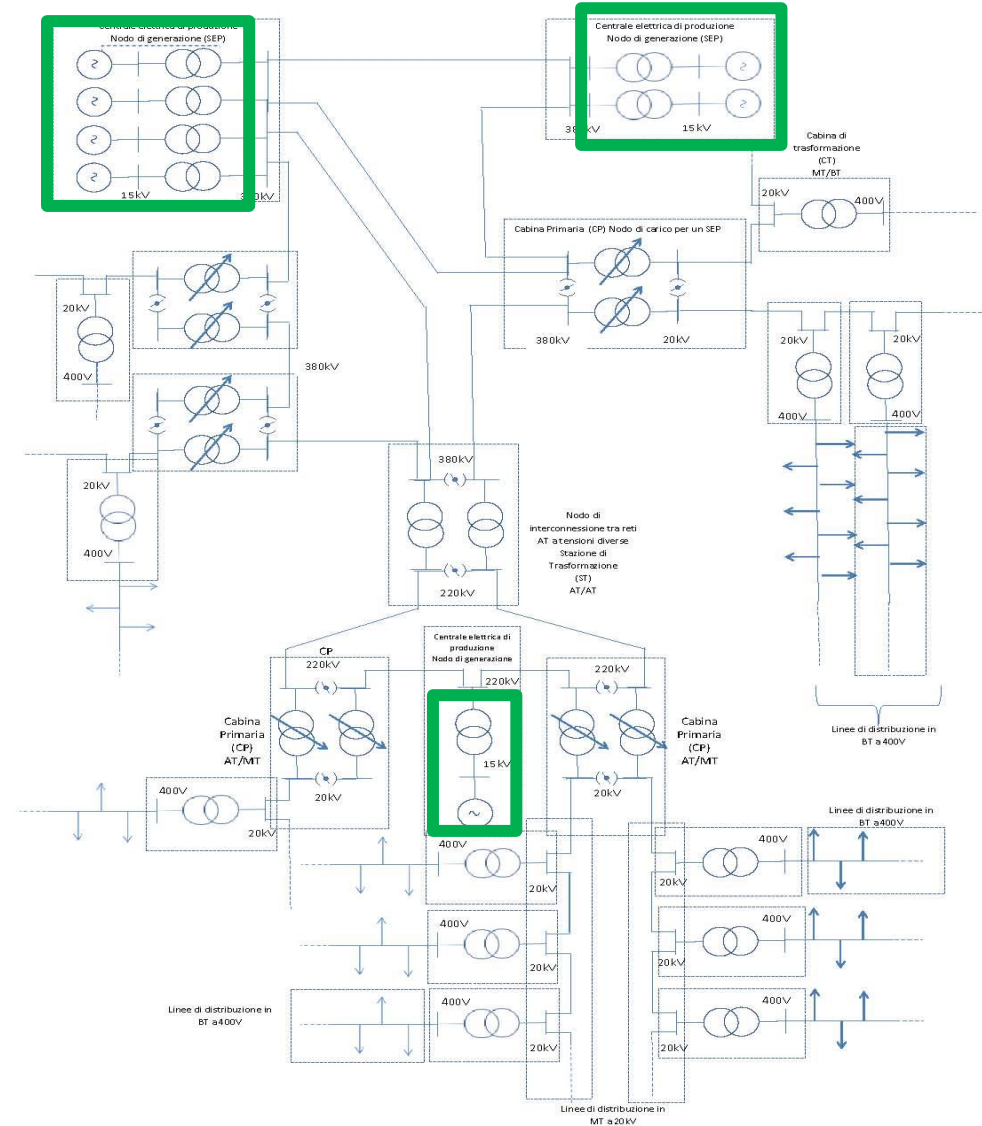 Centrale elettrica di produzione
Nodo di generazione (SEP)
15kV
380kV
Centrale elettrica di produzione
Nodo di generazione (SEP)
380kV
15kV
Cabina di
trasformazione
(CT)
MT/BT
20kV
400V
Cabina Primaria (CP) Nodo di carico per un SEP
380kV
20kV
20kV
400V
380kV
20kV
400V
20kV
400V
20kV
400V
380kV
220kV
Nodo di
interconnessione tra reti
AT a tensioni diverse
Stazione di
Trasformazione
(ST)
AT/AT
Linee di distribuzione in
BT a 400V
CP
220kV
20kV
Cabina
Primaria
(CP)
AT/MT
Centrale elettrica di
produzione
Nodo di generazione
220kV
15kV
220kV
20kV
Cabina
Primaria
(CP)
AT/MT
400V
20kV
400V
20kV
400V
20kV
400V
20kV
20kV
400V
20kV
400V
20kV
400V
Linee di distribuzione in
BT a 400V
Linee di distribuzione in
BT a 400V
Linee di distribuzione in
MT a 20kV